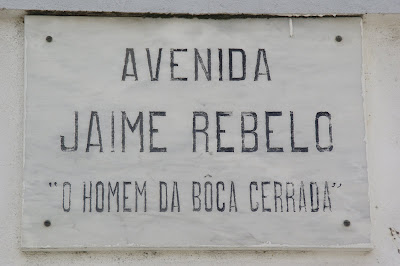 AVENIDA
JAIME REBELO
"O HOMEM DA BÔCA CERRADA"